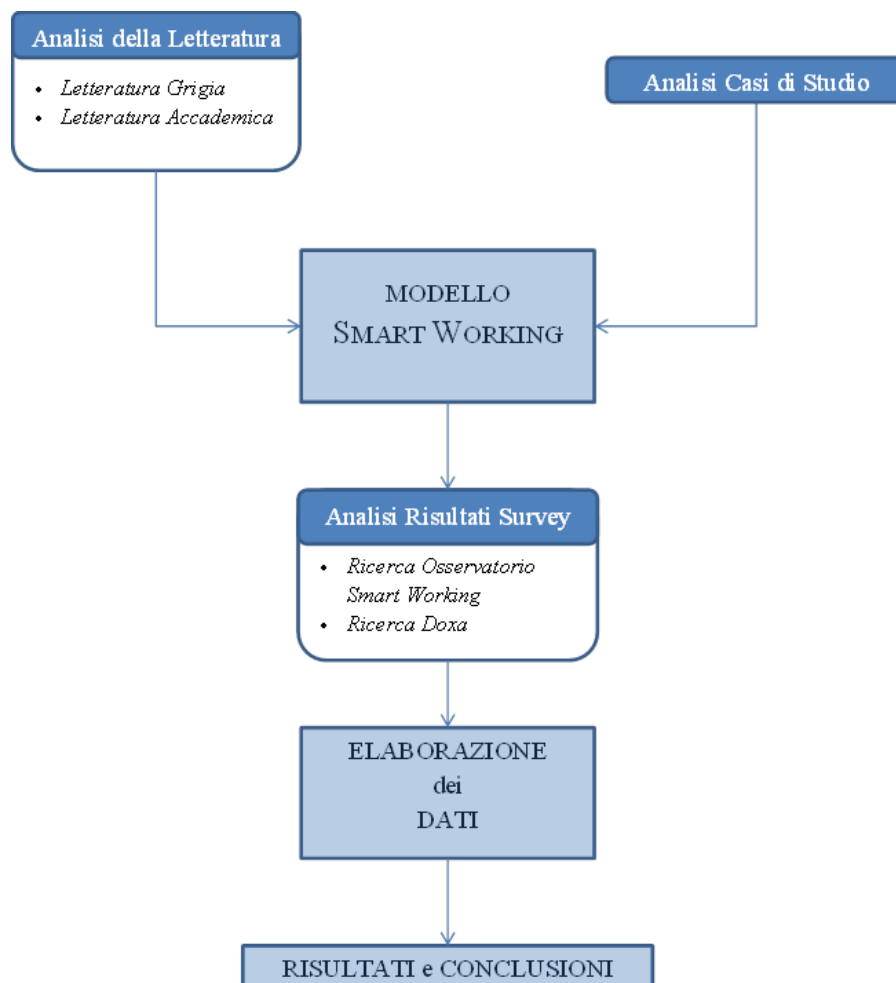 Analisi della Letteratura
• Letteratura Grigia
• Letteratura Accademica
Analisi Casi di Studio
MODELLO
SMART WORKING
Analisi Risultati Survey
• Ricerca Osservatorio
Smart Working
• Ricerca Doxa
ELABORAZIONE
dei
DATI
RISULTATI e CONCLUSIONI